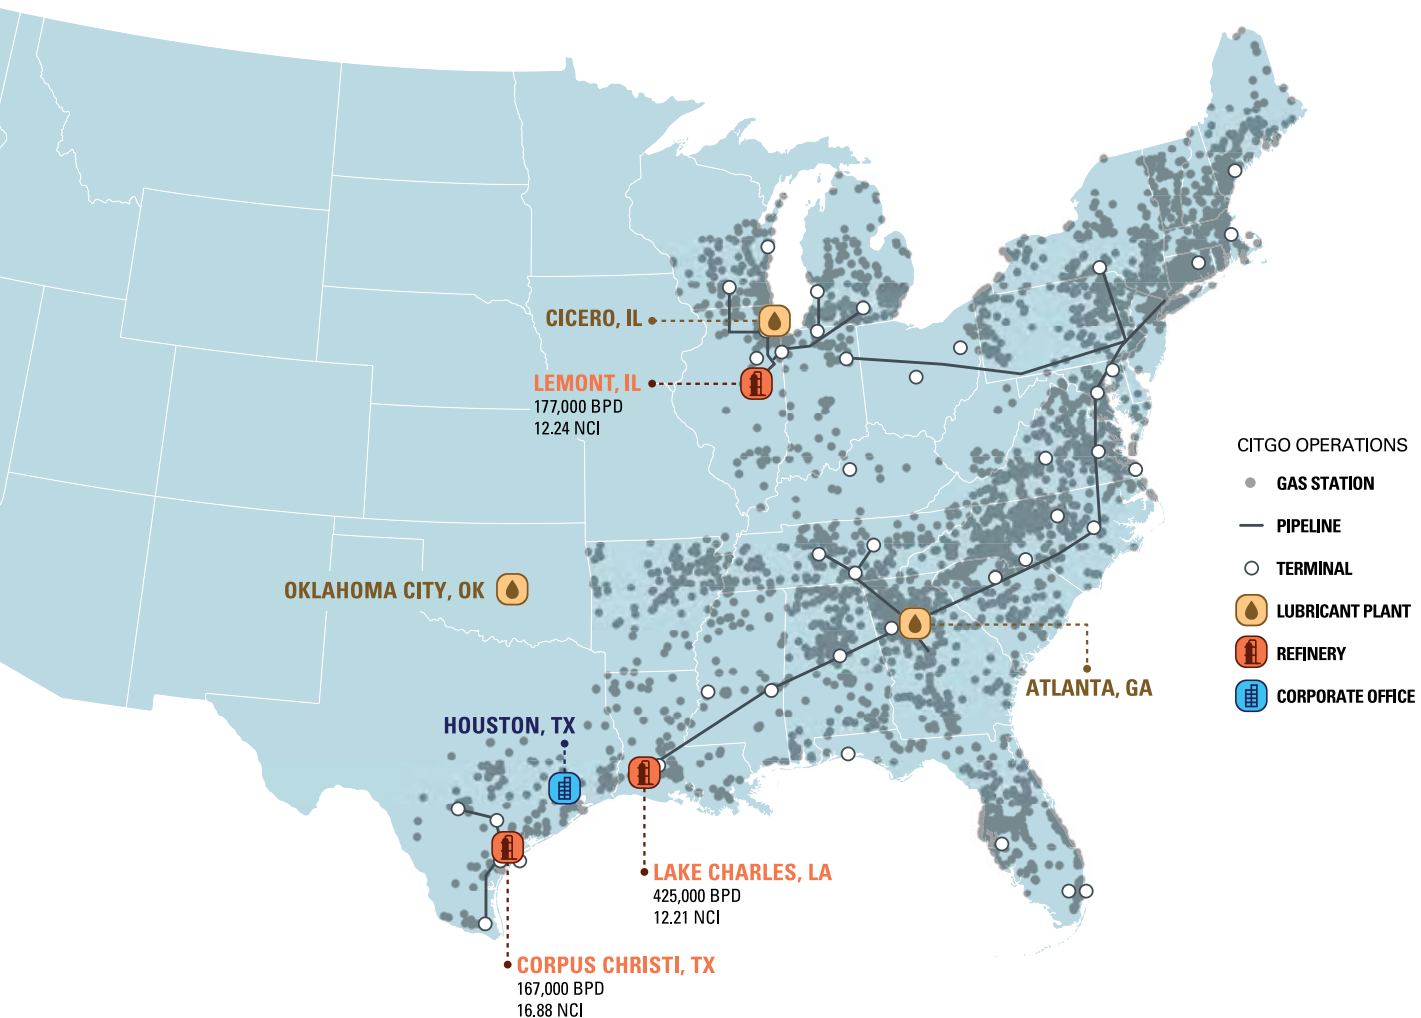 CICERO, IL
LEMONT, IL
177,000 BPD
12.24 NCI
CITGO OPERATIONS
GAS STATION
PIPELINE
TERMINAL
LUBRICANT PLANT
REFINERY
CORPORATE OFFICE
OKLAHOMA CITY, OK
ATLANTA, GA
HOUSTON, TX
LAKE CHARLES, LA
425,000 BPD
12.21 NCI
CORPUS CHRISTI, TX
167,000 BPD
16.88 NCI